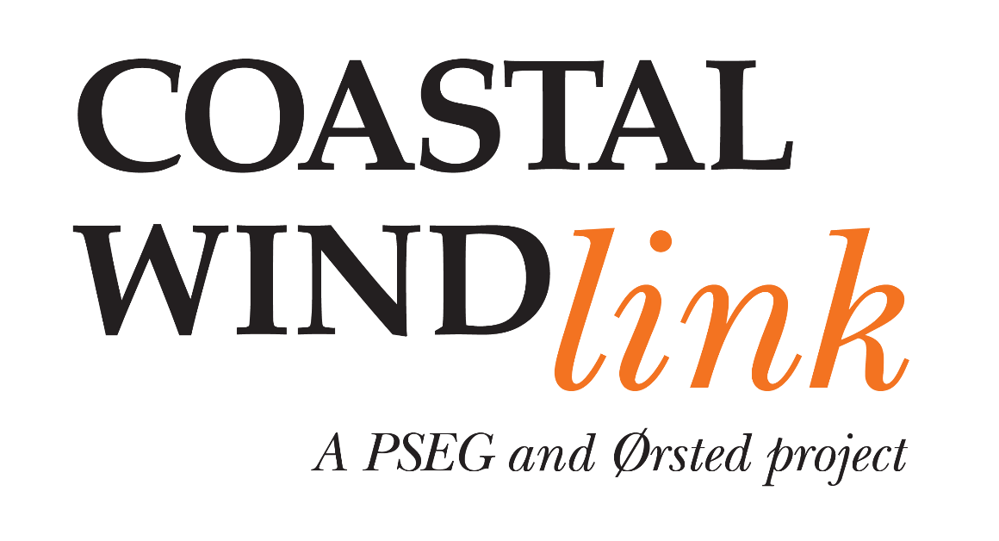 COASTAL
WINDlink
A PSEG and Ørsted project